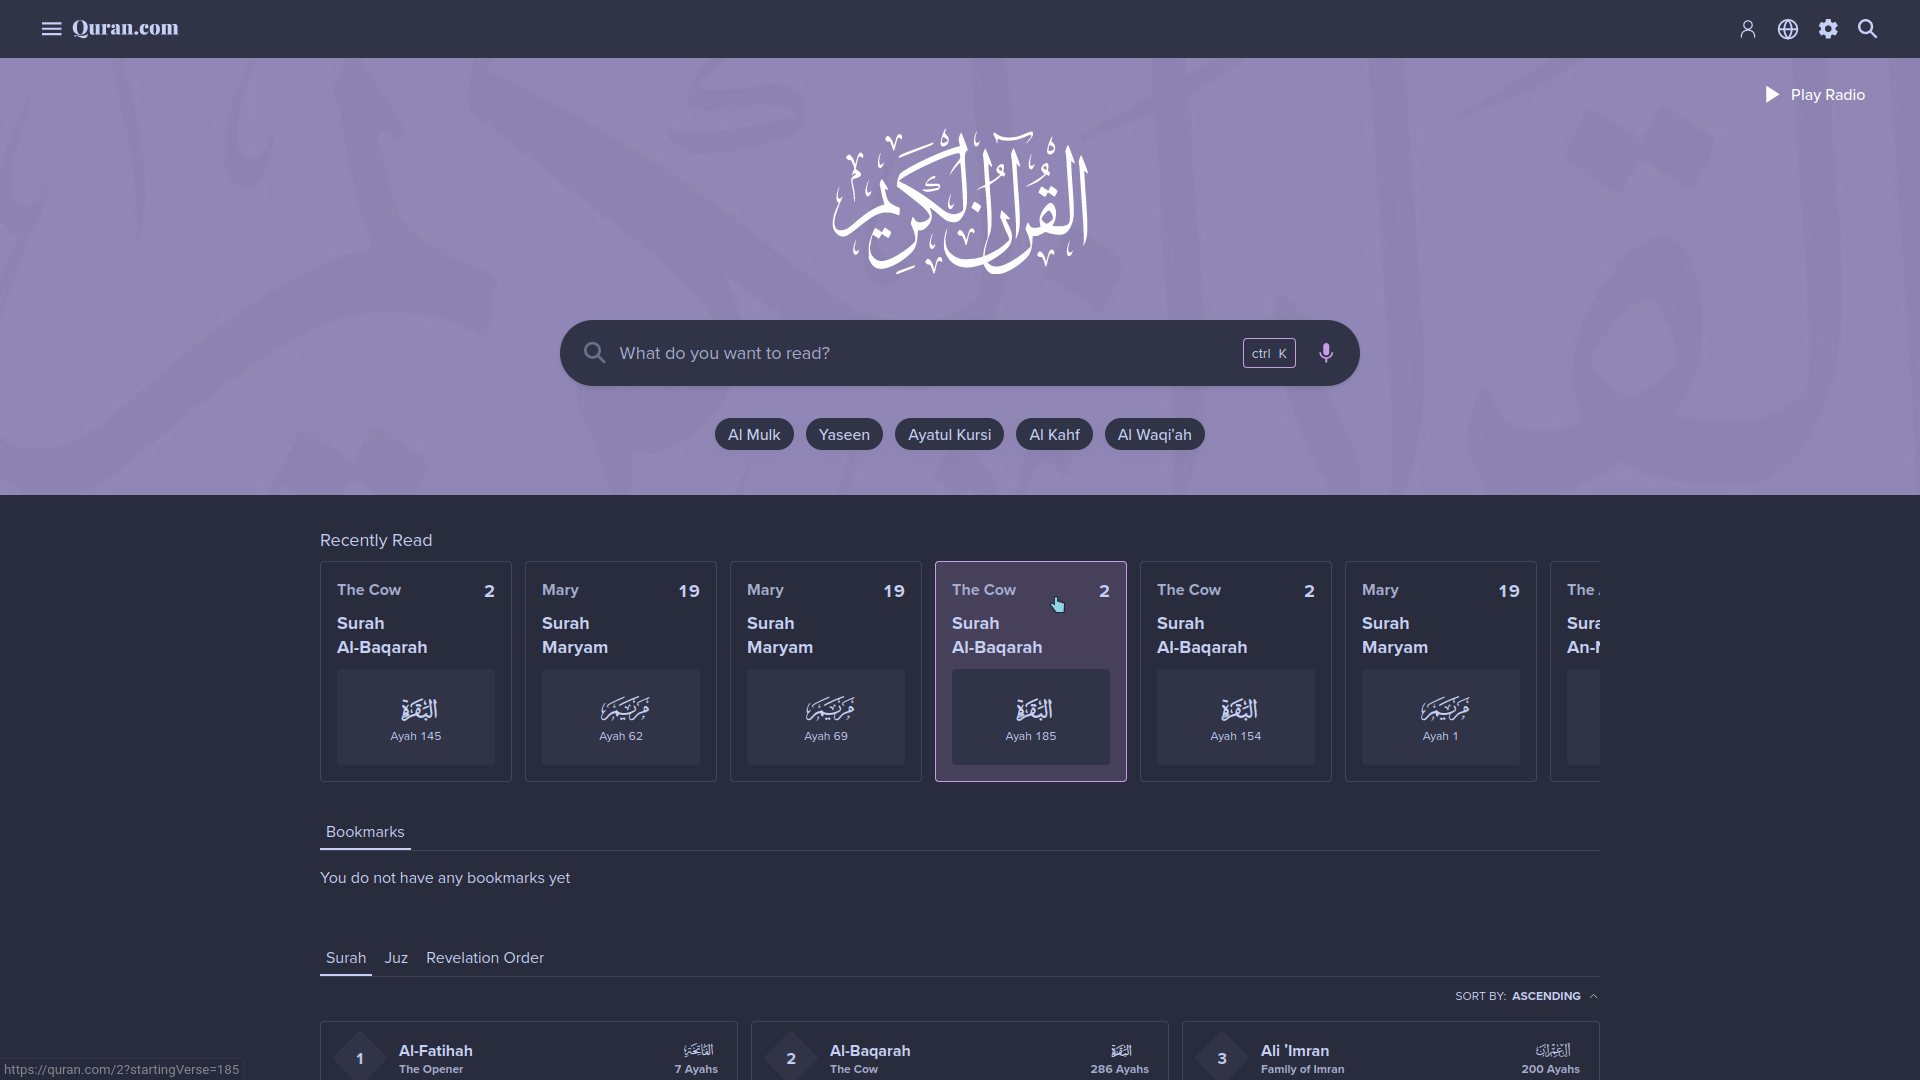 Quran.com
Play Radio
القرآن الكريم
What do you want to read?
ctrl K
Al Mulk
Yaseen
Ayatul Kursi
Al Kahf
Al Waqi'ah
Recently Read
The Cow 2
Surah
Al-Baqarah
البقرة
Ayah 145
Mary 19
Surah
Maryam
مريم
Ayah 62
Mary 19
Surah
Maryam
مريم
Ayah 69
The Cow 2
Surah
Al-Baqarah
البقرة
Ayah 185
The Cow 2
Surah
Al-Baqarah
البقرة
Ayah 154
Mary 19
Surah
Maryam
مريم
Ayah 1
The
Bookmarks
You do not have any bookmarks yet
Surah Juz Revelation Order
SORT BY: ASCENDING
1 Al-Fatihah الفاتحة
The Opener 7 Ayahs
2 Al-Baqarah البقرة
The Cow 286 Ayahs
3 Ali 'Imran آل عمران
Family of Imran 200 Ayahs
https://quran.com/2?startingVerse=185